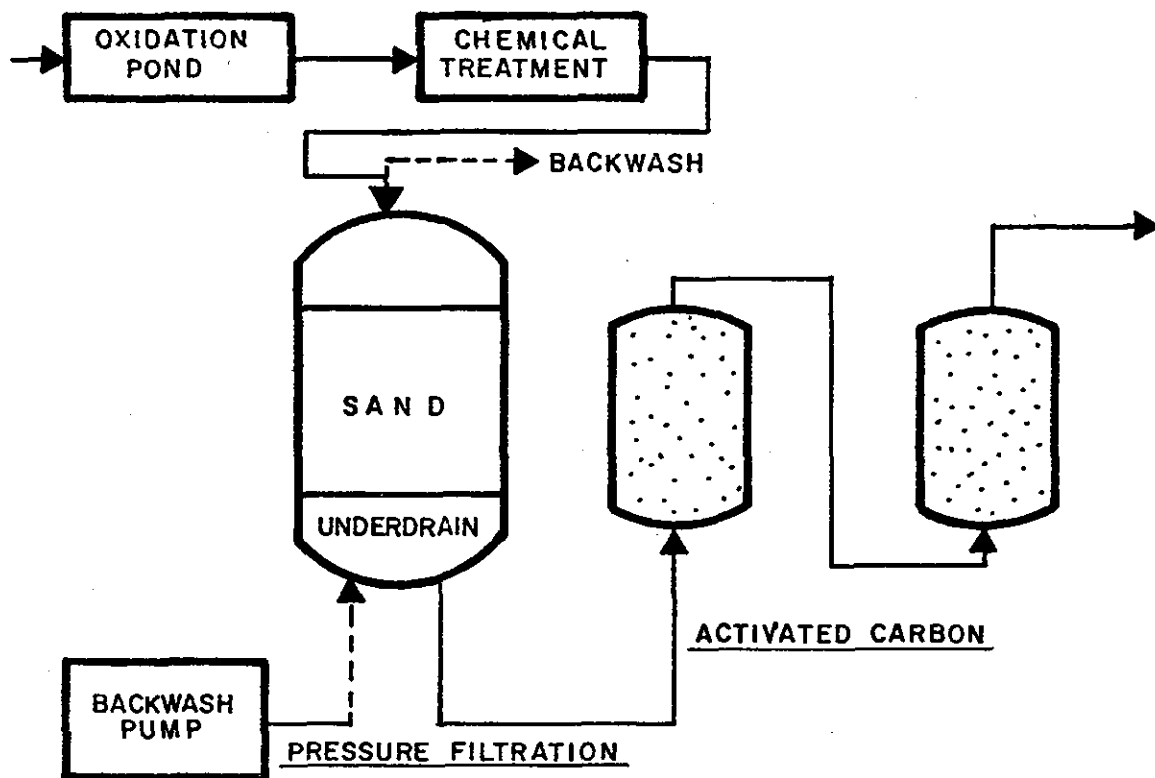 OXIDATION
POND
CHEMICAL
TREATMENT
BACKWASH
SAND
UNDERDRAIN
ACTIVATED CARBON
BACKWASH
PUMP
PRESSURE FILTRATION